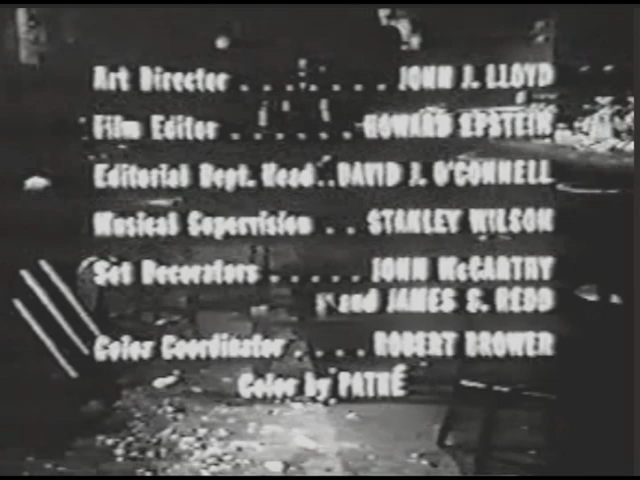 Art Director . . . . . . . JOHN J. LLOYD
Film Editor . . . . . . HOWARD EPSTEIN
Editorial Dept. Head . . DAVID J. O'CONNELL
Musical Supervision . . STANLEY WILSON
Set Decorators . . . . . JOHN McCARTHY
and JAMES S. REDD
Color Coordinator . . . . ROBERT BROWER
Color by PATHÉ